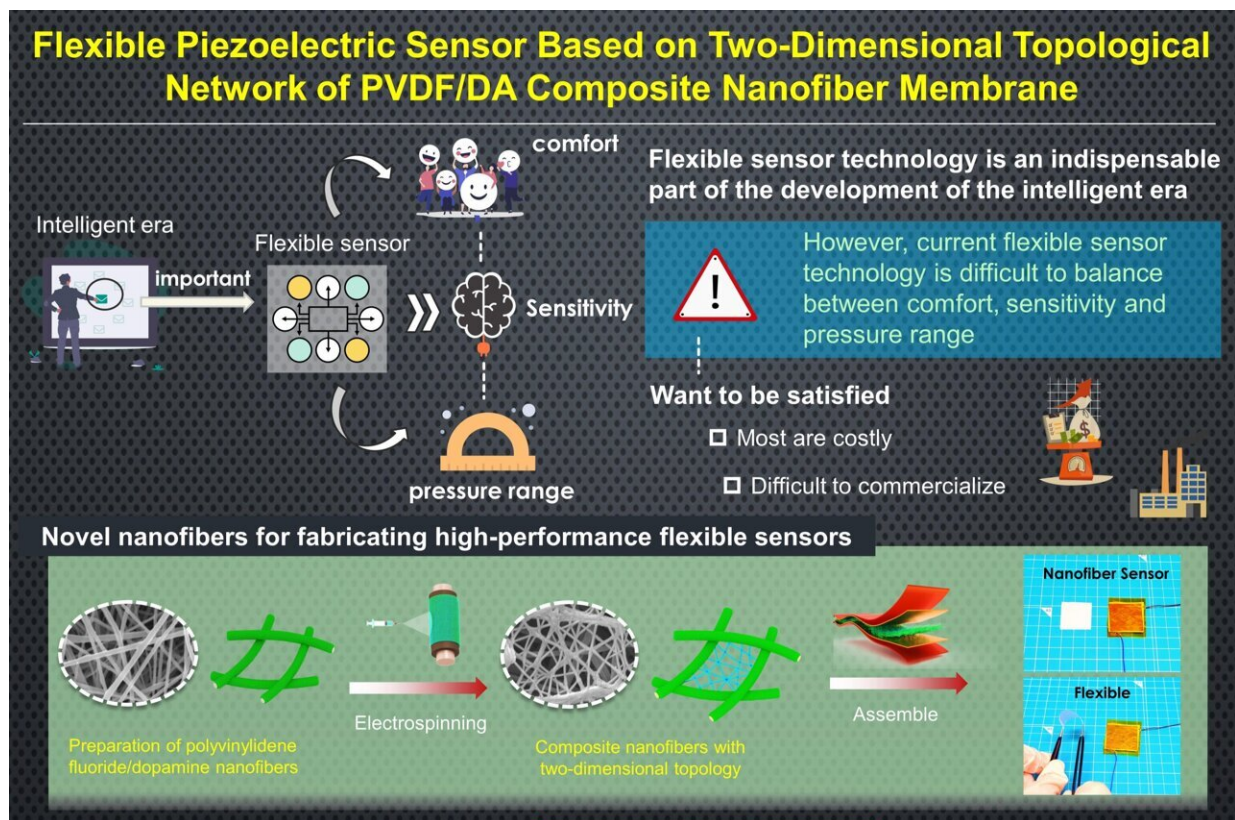 Flexible Piezoelectric Sensor Based on Two-Dimensional Topological
Network of PVDF/DA Composite Nanofiber Membrane
Intelligent era
important
Flexible sensor
comfort
Sensitivity
pressure range
Flexible sensor technology is an indispensable
part of the development of the intelligent era
However, current flexible sensor
technology is difficult to balance
between comfort, sensitivity and
pressure range
Want to be satisfied
Most are costly
Difficult to commercialize
Novel nanofibers for fabricating high-performance flexible sensors
Preparation of polyvinylidene
fluoride/dopamine nanofibers
Electrospinning
Composite nanofibers with
two-dimensional topology
Assemble
Nanofiber Sensor
Flexible